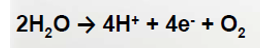 2H₂O → 4H⁺ + 4e⁻ + O₂